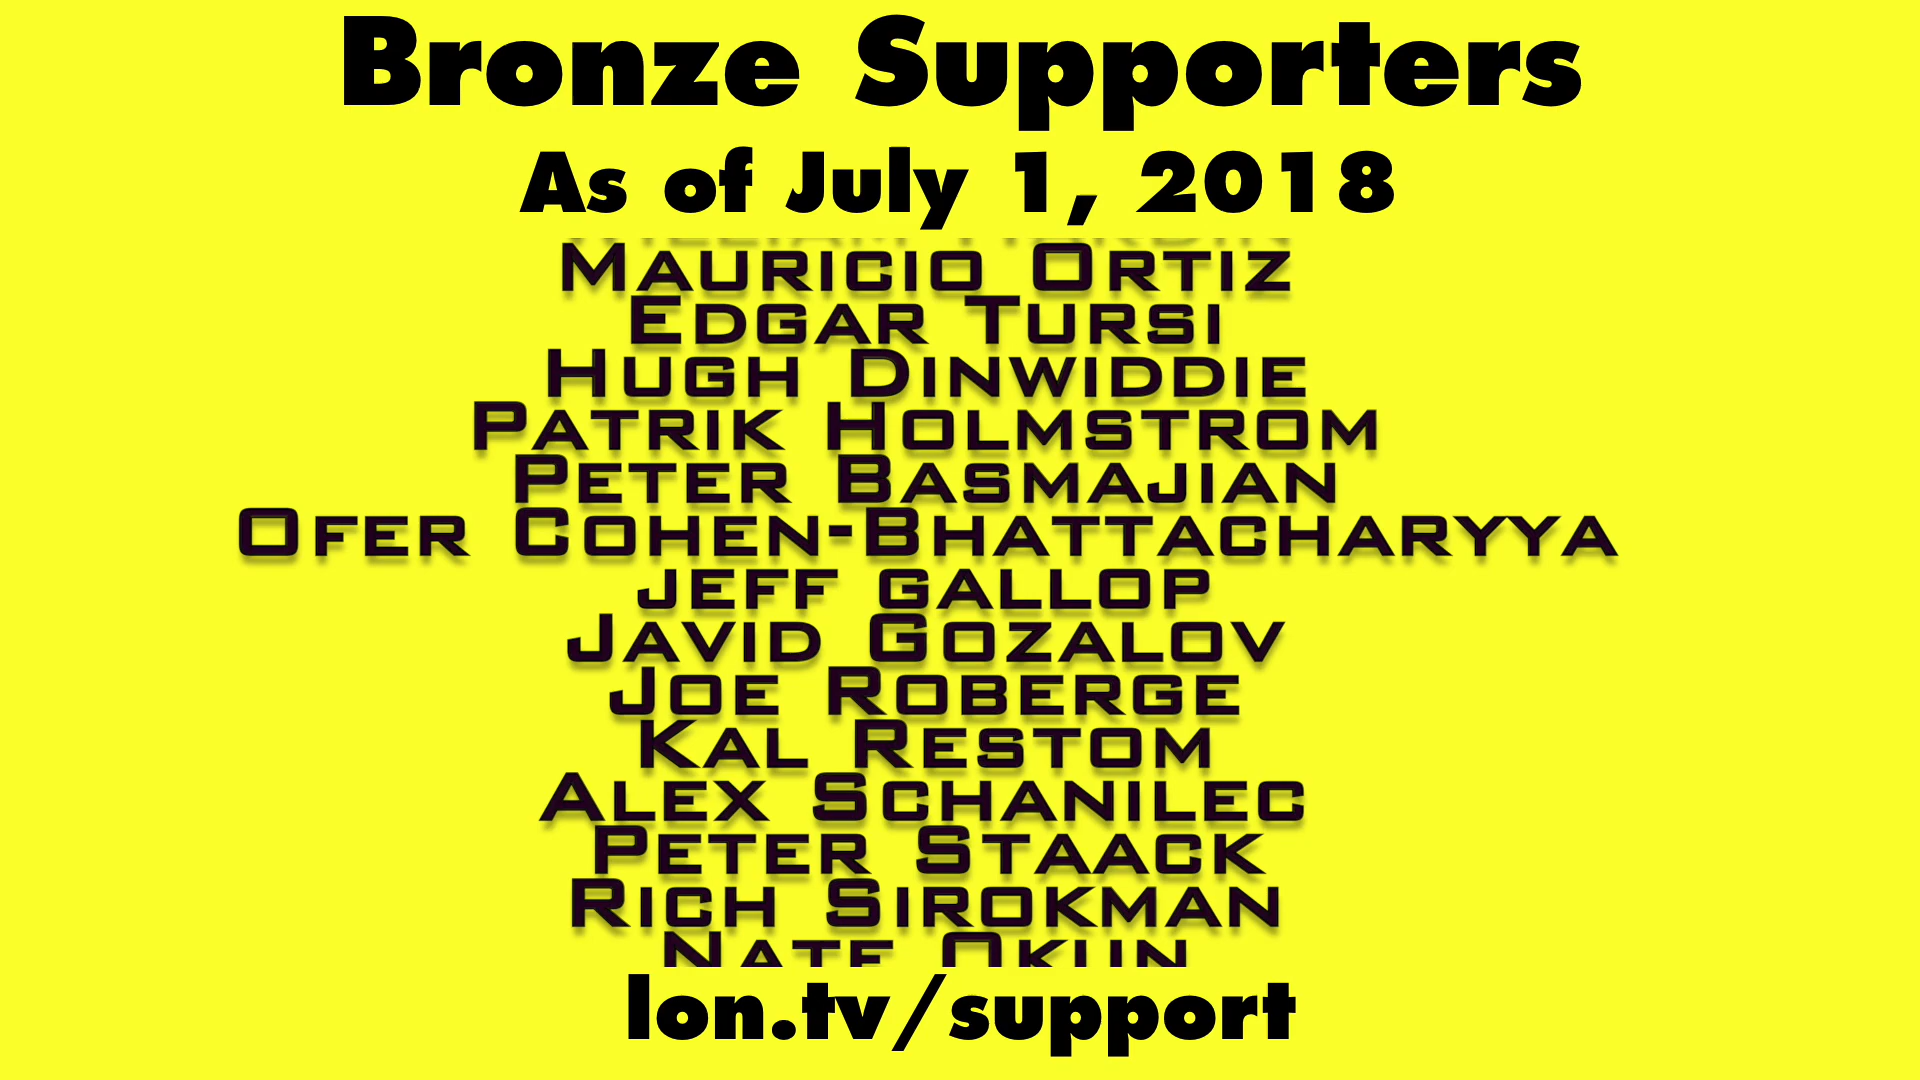 Bronze Supporters
As of July 1, 2018
Mauricio Ortiz
Edgar Tursi
Hugh Dinwiddie
Patrik Holmstrom
Peter Basmajian
Ofer Cohen-Bhattacharyya
jeff gallop
Javid Gozalov
Joe Roberge
Kal Restom
Alex Schanilec
Peter Staack
Rich Sirokman
Nate
lon.tv/support